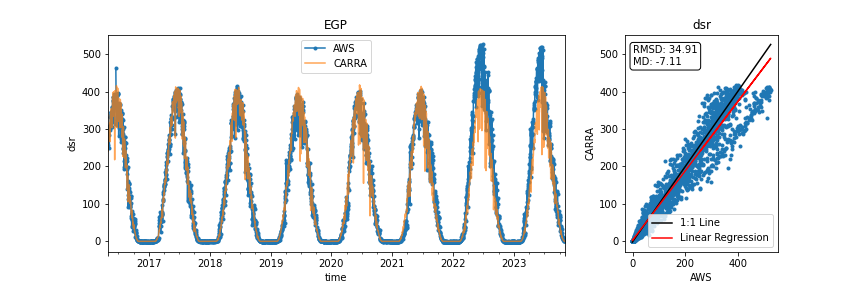 EGP
AWS
CARRA
dsr
500
400
300
200
100
0
2017
2018
2019
2020
2021
2022
2023
time
dsr
RMSD: 34.91
MD: -7.11
CARRA
500
400
300
200
100
0
1:1 Line
Linear Regression
0
200
400
AWS